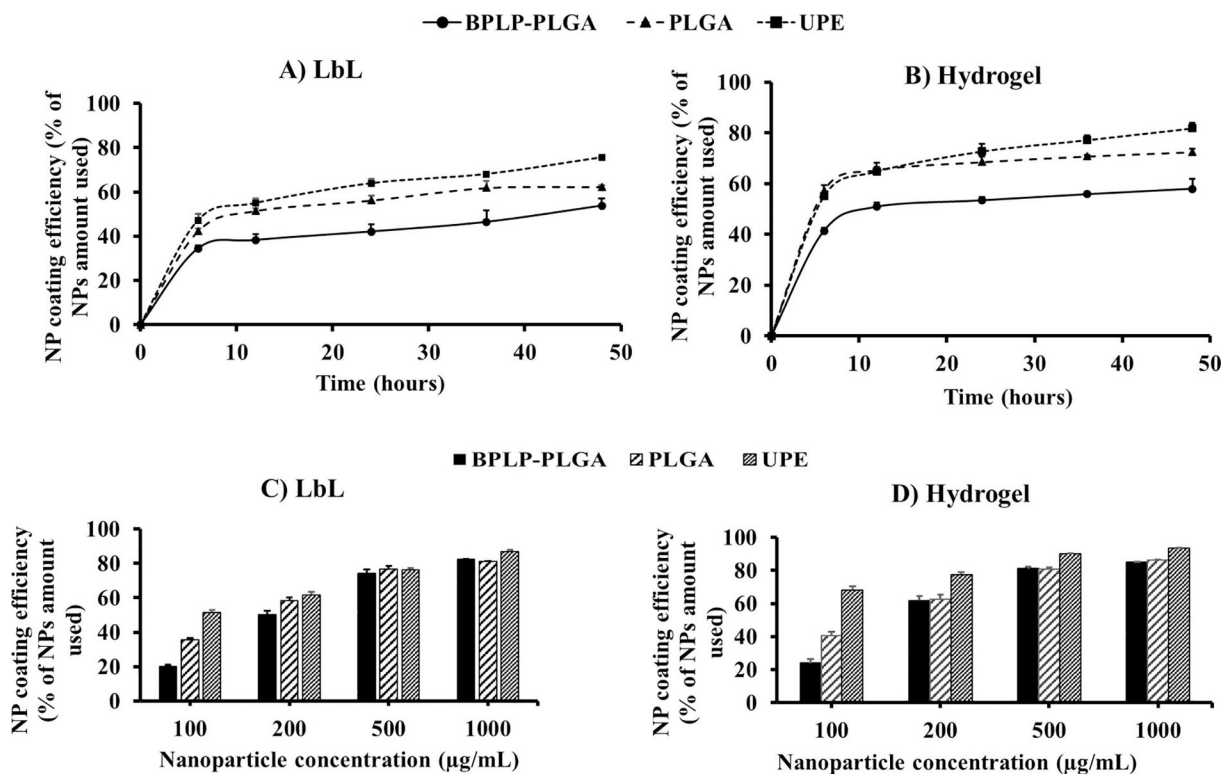 BPLP-PLGA PLGA UPE
A) LbL
NP coating efficiency (% of
NPs amount used)
100
80
60
40
20
0
0 10 20 30 40 50
Time (hours)
B) Hydrogel
NP coating efficiency (% of
NPs amount used)
100
80
60
40
20
0
0 10 20 30 40 50
Time (hours)
BPLP-PLGA PLGA UPE
C) LbL
NP coating efficiency
(% of NPs amount
used)
100
80
60
40
20
0
100 200 500 1000
Nanoparticle concentration (µg/mL)
D) Hydrogel
NP coating efficiency
(% of NPs amount
used)
100
80
60
40
20
0
100 200 500 1000
Nanoparticle concentration (µg/mL)